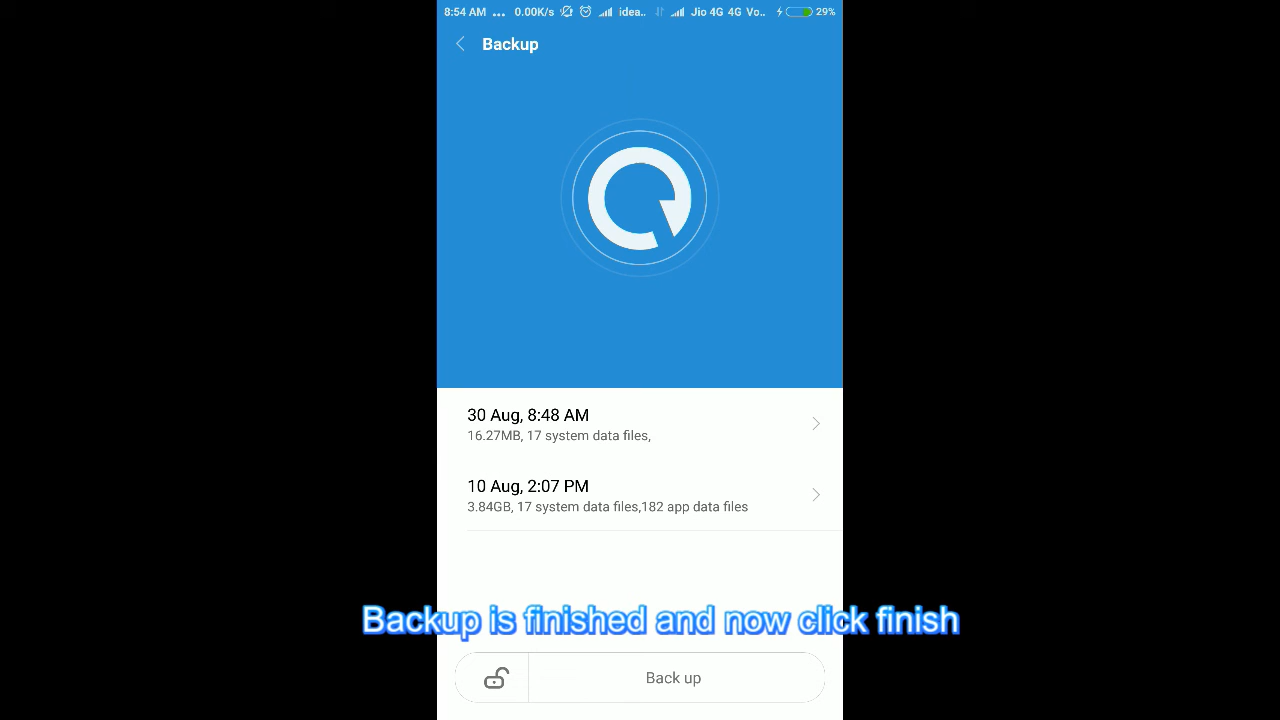 8:54 AM ... 0.00K/s idea.. Jio 4G 4G Vo.. 29%
Backup
30 Aug, 8:48 AM
16.27MB, 17 system data files,
10 Aug, 2:07 PM
3.84GB, 17 system data files,182 app data files
Backup is finished and now click finish
Back up